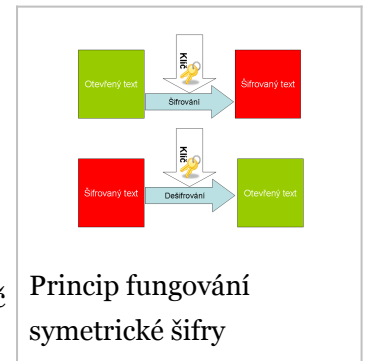 Klíč
Otevřený text
Šifrovaný text
Šifrování
Klíč
Šifrovaný text
Otevřený text
Dešifrování
č
Princip fungování
symetrické šifry